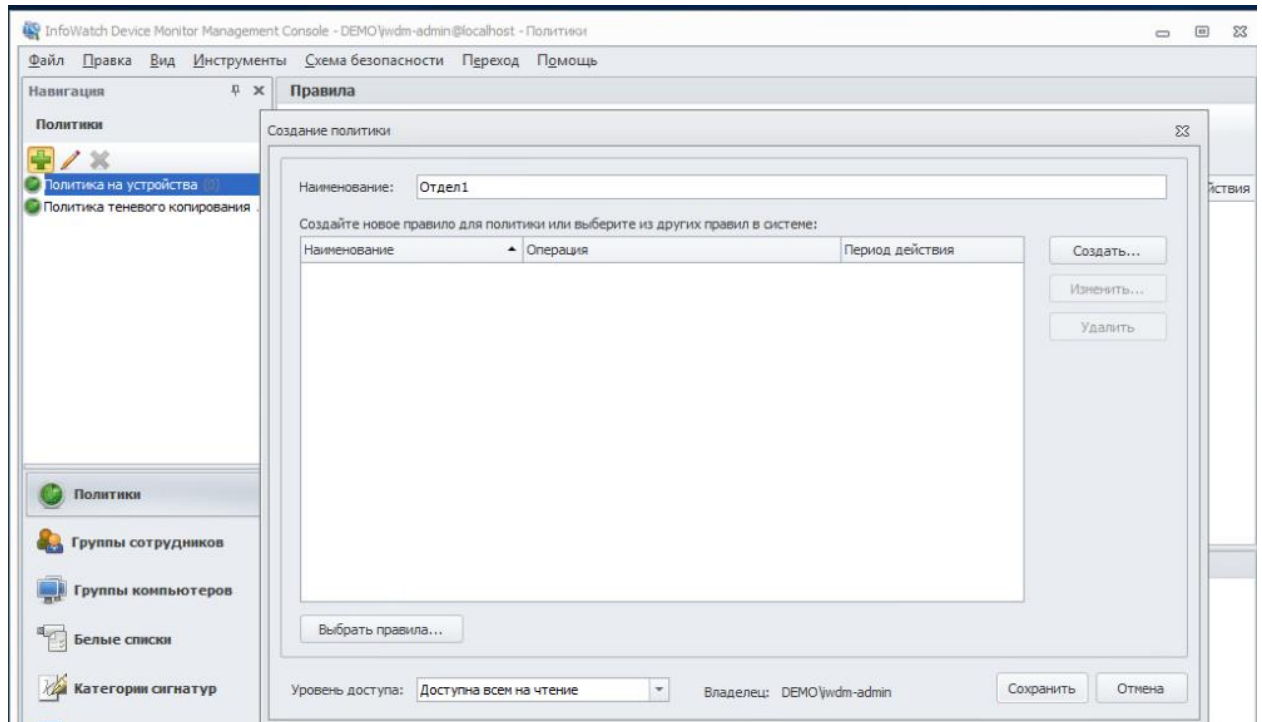 InfoWatch Device Monitor Management Console - DEMO\iwdm-admin@localhost - Политики
Файл Правка Вид Инструменты Схема безопасности Переход Помощь
Навигация
Правила
Политики
Создание политики
Политика на устройства (0)
Политика теневого копирования
Наименование: Отдел1
йствия
Создайте новое правило для политики или выберите из других правил в системе:
Наименование Операция Период действия
Создать...
Изменить...
Удалить
Политики
Группы сотрудников
Группы компьютеров
Белые списки
Категории сигнатур
Выбрать правила...
Уровень доступа: Доступна всем на чтение Владелец: DEMO\iwdm-admin Сохранить Отмена